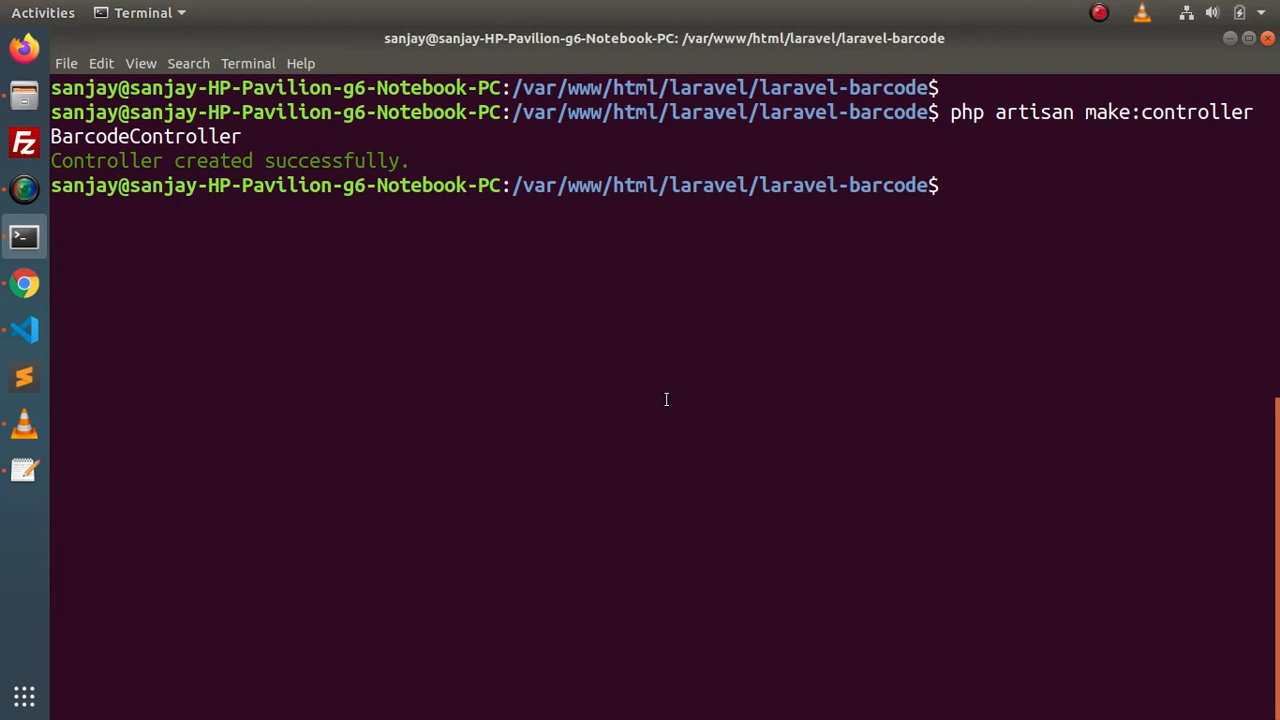 Activities Terminal
sanjay@sanjay-HP-Pavilion-g6-Notebook-PC: /var/www/html/laravel/laravel-barcode
File Edit View Search Terminal Help
sanjay@sanjay-HP-Pavilion-g6-Notebook-PC:/var/www/html/laravel/laravel-barcode$
sanjay@sanjay-HP-Pavilion-g6-Notebook-PC:/var/www/html/laravel/laravel-barcode$ php artisan make:controller
BarcodeController
Controller created successfully.
sanjay@sanjay-HP-Pavilion-g6-Notebook-PC:/var/www/html/laravel/laravel-barcode$